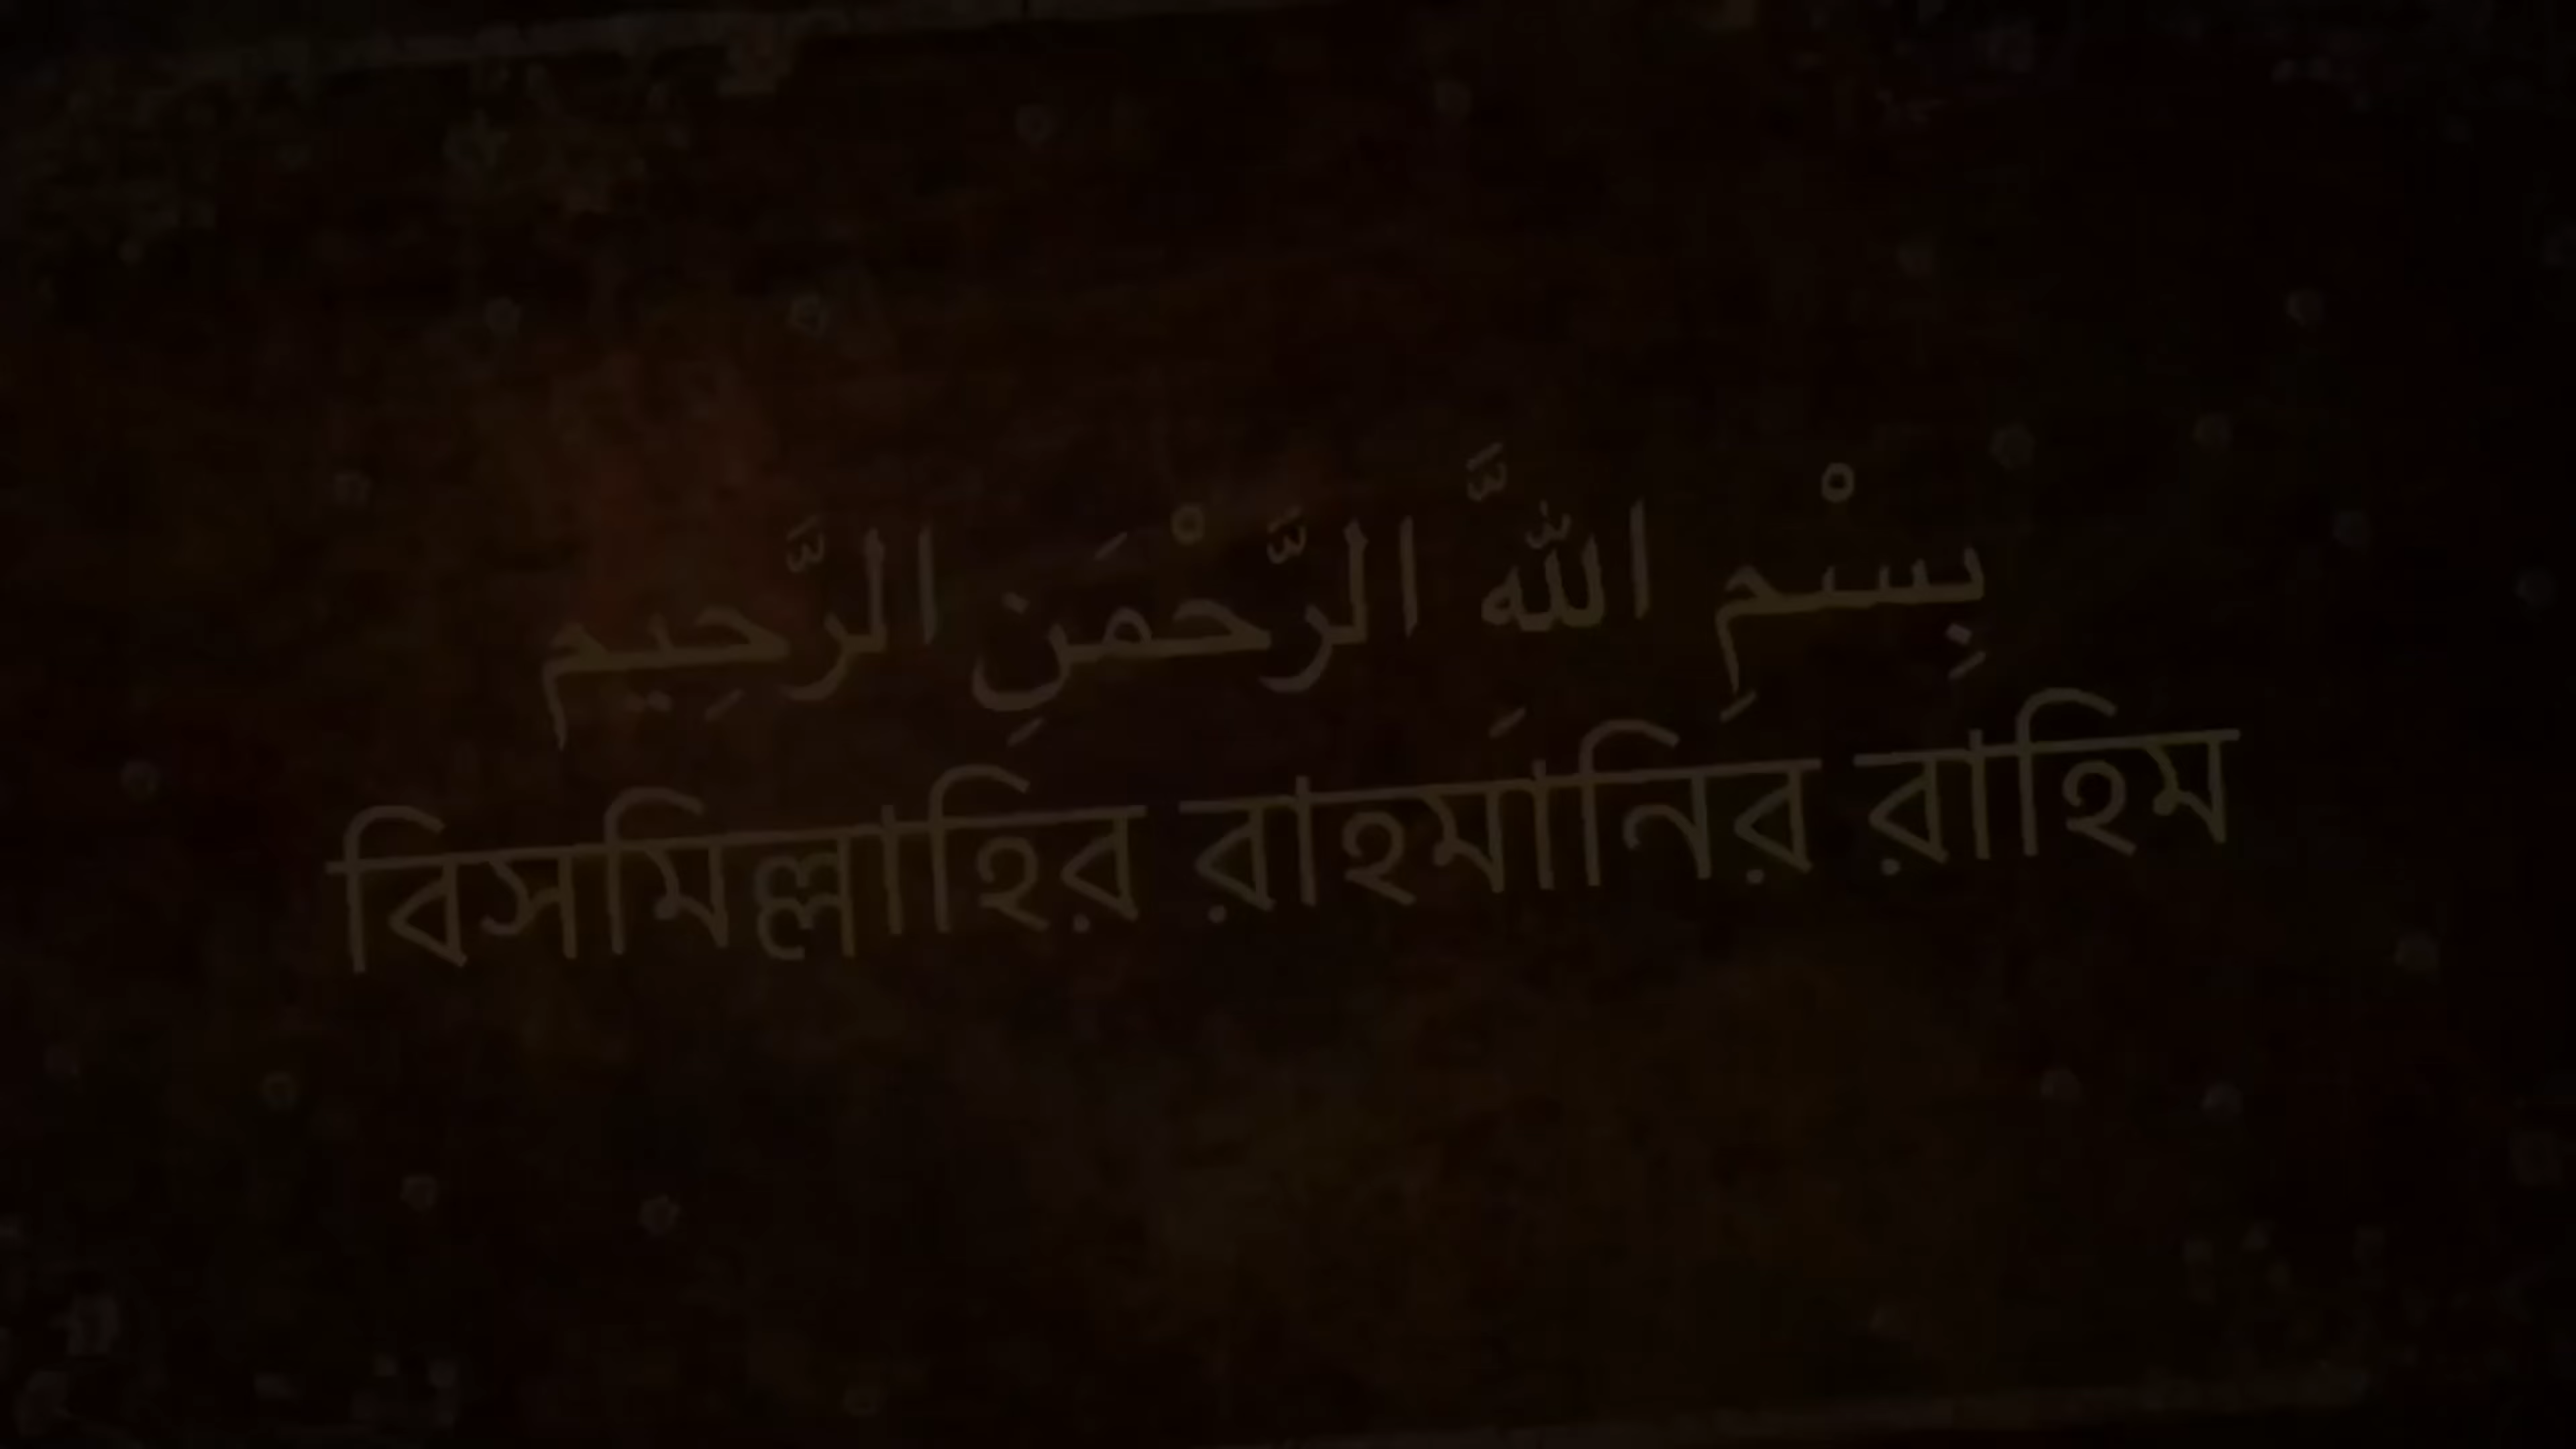 بِسْمِ اللَّهِ الرَّحْمَنِ الرَّحِيم
বিসমিল্লাহির রাহমানির রাহিম